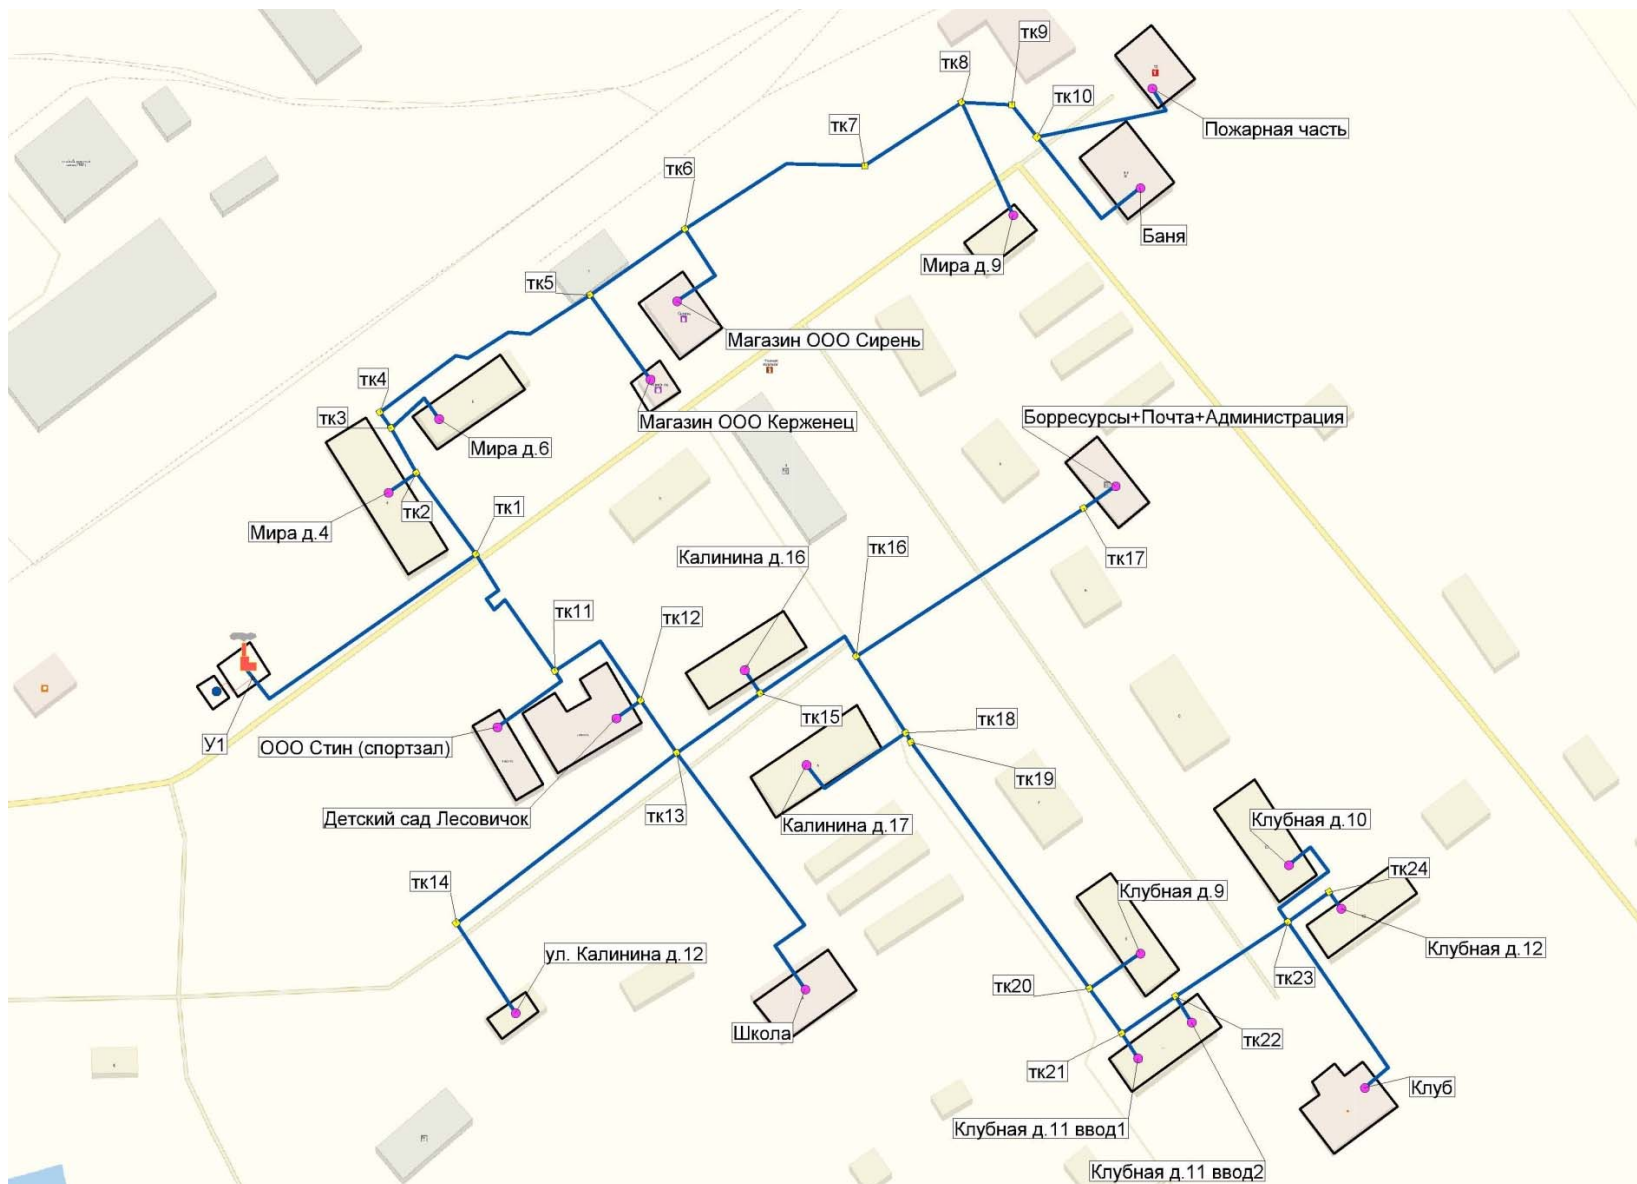 тк9
тк8
тк10
Пожарная часть
тк7
тк6
Баня
Мира д.9
тк5
Магазин ООО Сирень
тк4
Магазин ООО Керженец
тк3
Борресурсы+Почта+Администрация
Мира д.6
тк2
Мира д.4
тк1
тк17
тк16
Калинина д.16
тк11
тк12
тк15
тк18
У1
ООО Стин (спортзал)
тк19
Детский сад Лесовичок
тк13
Калинина д.17
Клубная д.10
тк14
Клубная д.9
тк24
ул. Калинина д.12
Клубная д.12
тк20
тк23
Школа
тк22
тк21
Клуб
Клубная д.11 ввод1
Клубная д.11 ввод2